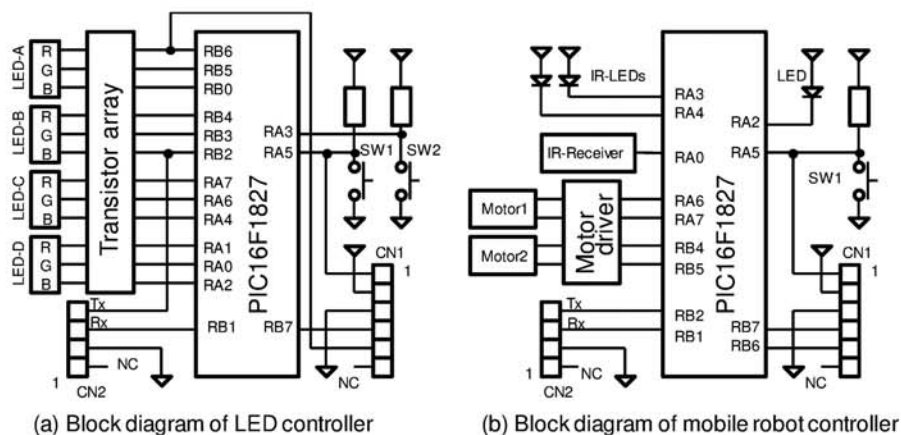 LED-A
R
G
B
LED-B
R
G
B
LED-C
R
G
B
LED-D
R
G
B
Transistor array
RB6
RB5
RB0
RB4
RB3
RB2
RA7
RA6
RA4
RA1
RA0
RA2
RB1
RA3
RA5
RB7
PIC16F1827
SW1
SW2
CN1
1
NC
Tx
Rx
NC
1
CN2
(a) Block diagram of LED controller
IR-LEDs
IR-Receiver
Motor1
Motor2
Motor driver
RA3
RA4
RA0
RA6
RA7
RB4
RB5
RB2
RB1
PIC16F1827
RA2
RA5
RB7
RB6
LED
SW1
CN1
1
NC
Tx
Rx
NC
1
CN2
(b) Block diagram of mobile robot controller